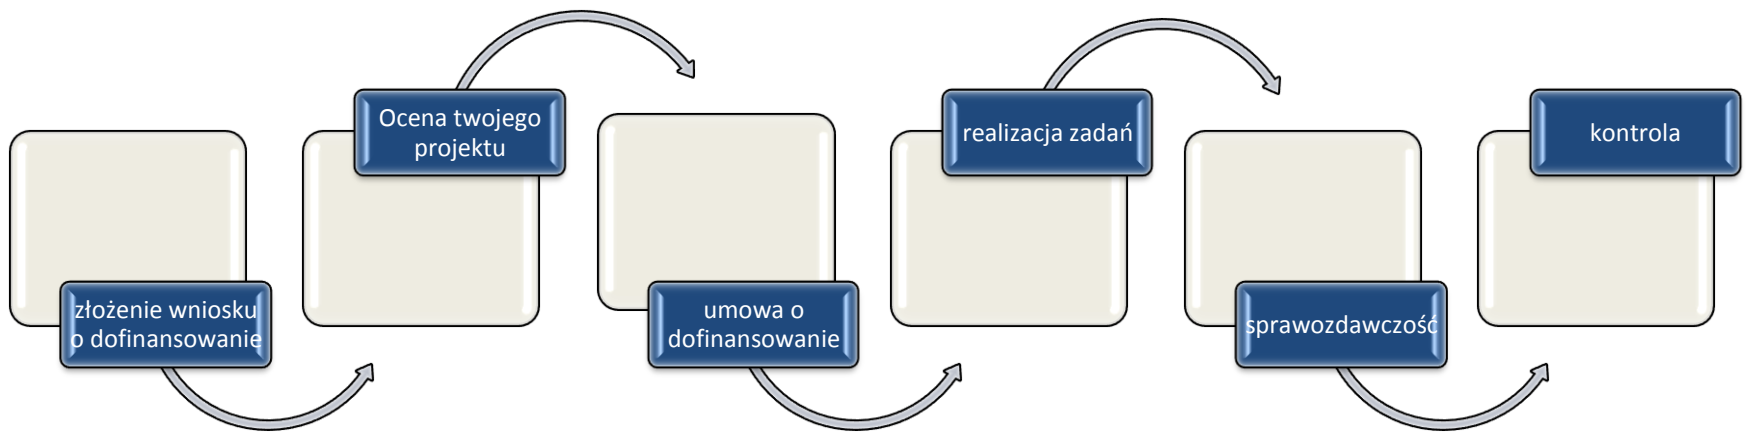 złożenie wniosku
o dofinansowanie
Ocena twojego
projektu
umowa o
dofinansowanie
realizacja zadań
sprawozdawczość
kontrola